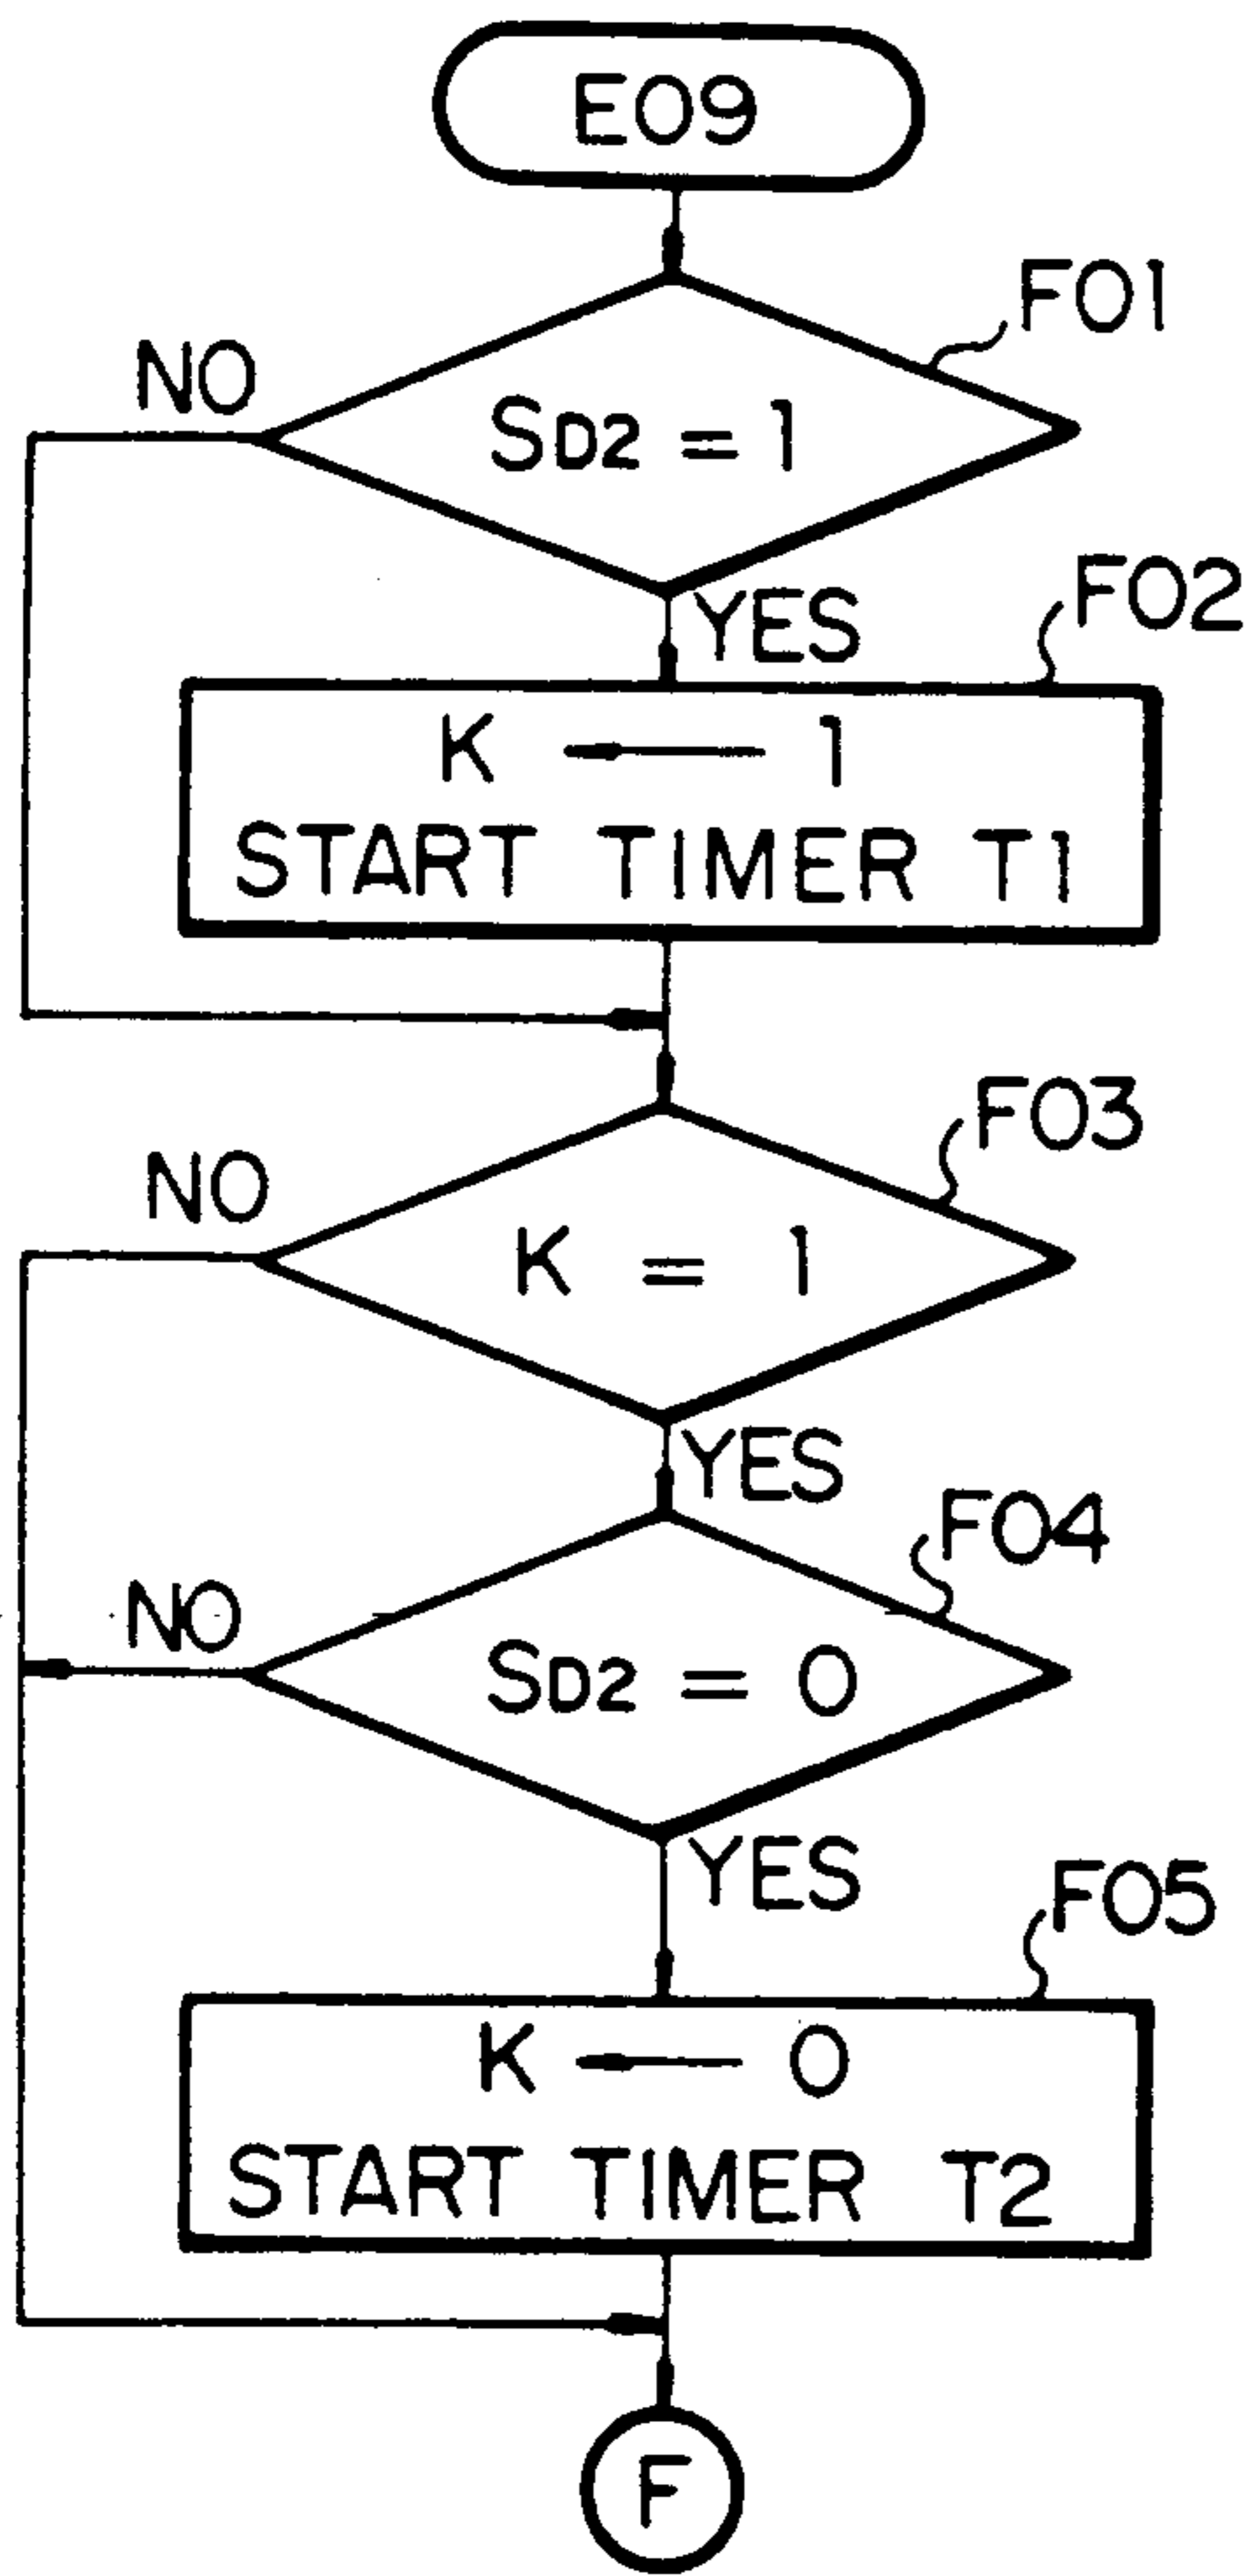 E09
F01
NO
SD2 = 1
YES
F02
K ← 1
START TIMER T1
F03
NO
K = 1
YES
F04
NO
SD2 = 0
YES
F05
K ← 0
START TIMER T2
F